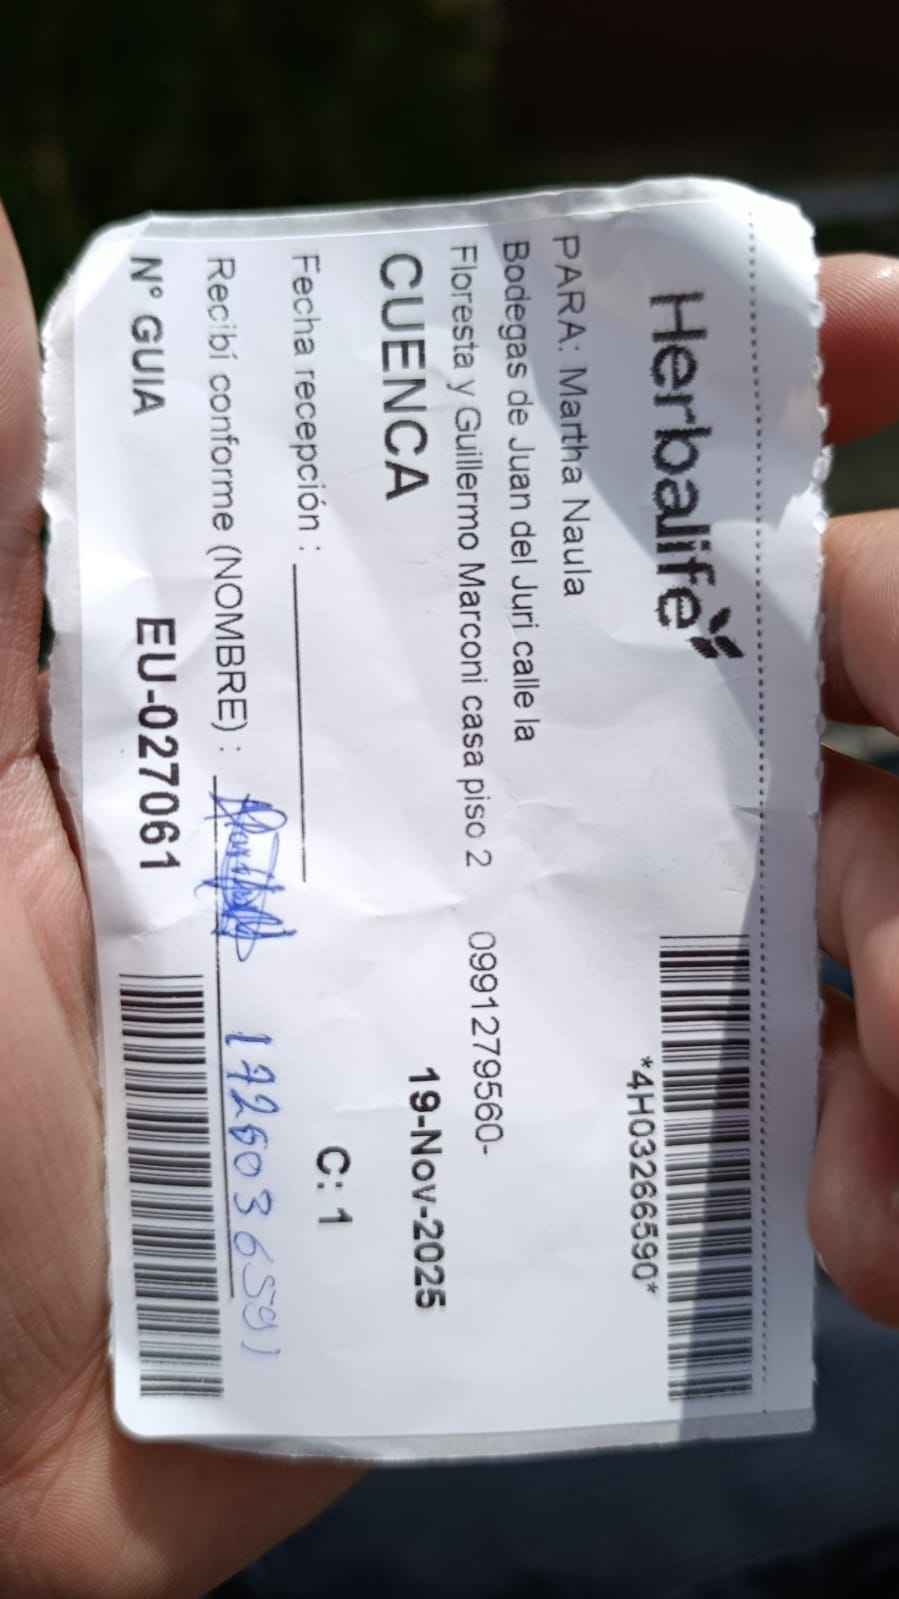 Herbalife
*4H03266590*
PARA: Martha Naula
Bodegas de Juan del Juri calle la
Floresta y Guillermo Marconi casa piso 2 0991279560-
CUENCA 19-Nov-2025
Fecha recepción : C: 1
Recibí conforme (NOMBRE) : 1726036591
N° GUIA EU-027061